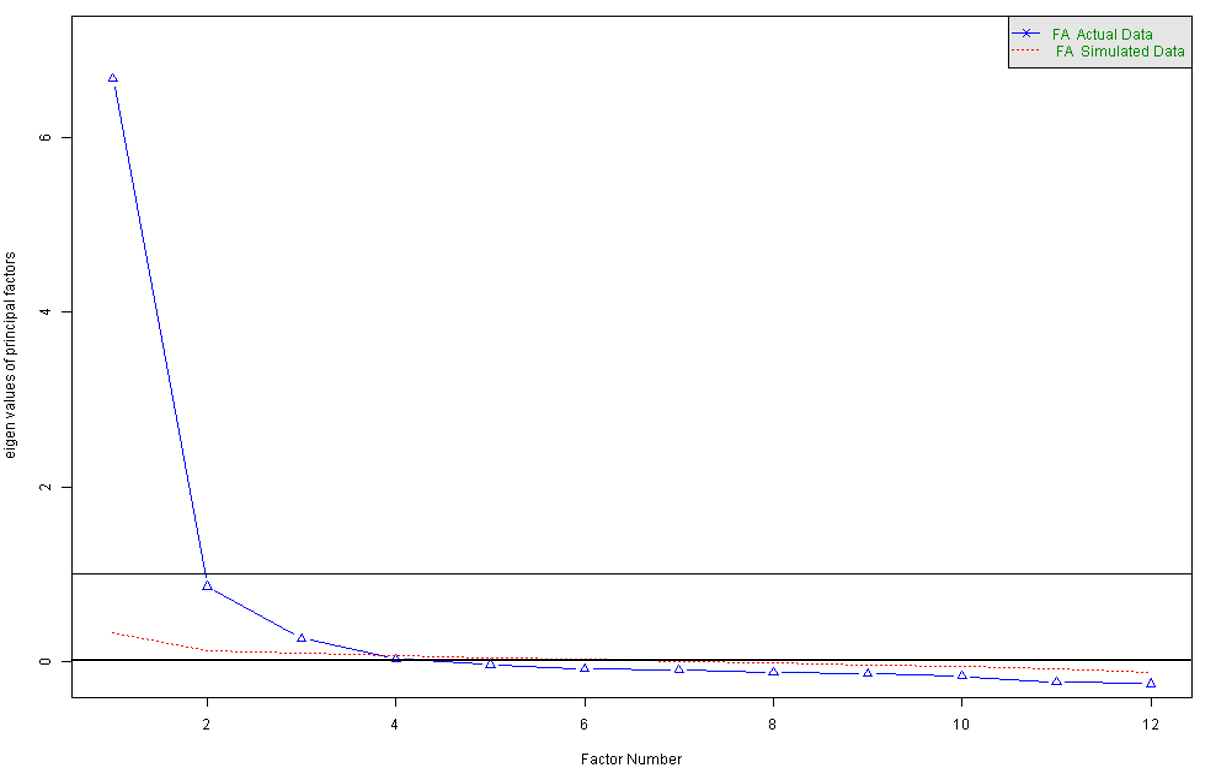 FA Actual Data
FA Simulated Data
eigen values of principal factors
6
4
2
1
0
2 4 6 8 10 12
Factor Number